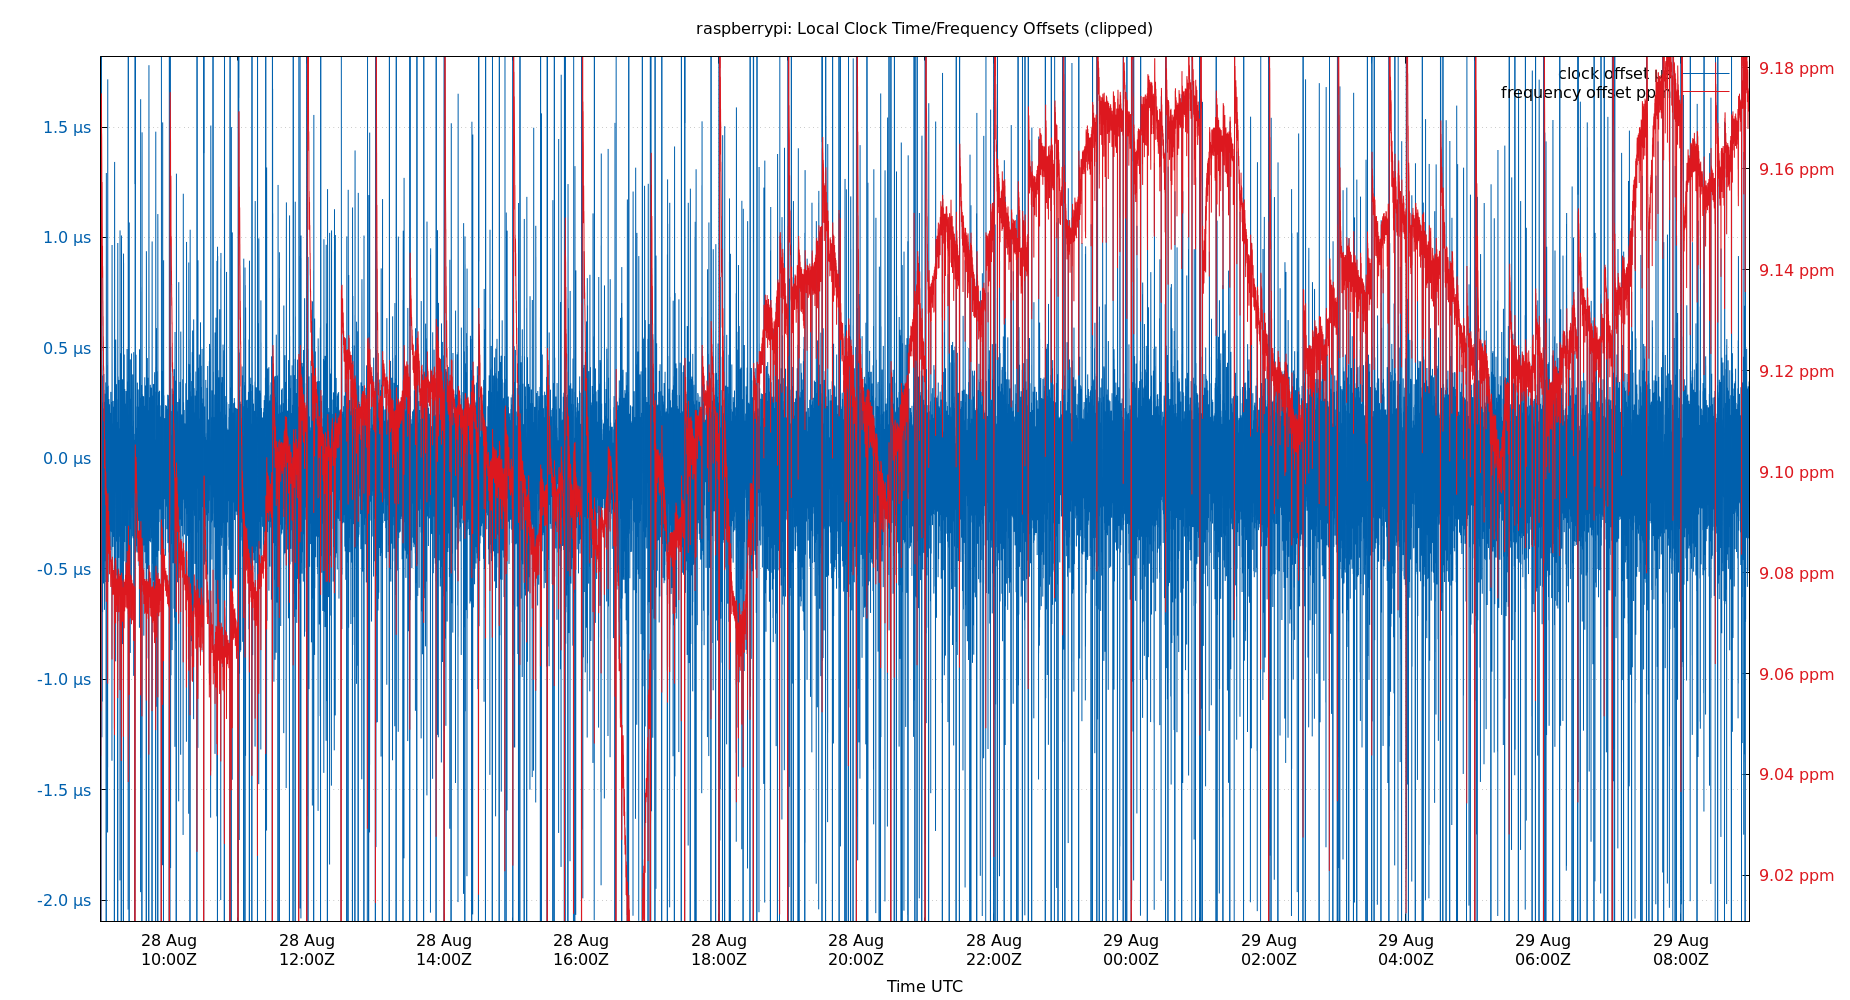 raspberrypi: Local Clock Time/Frequency Offsets (clipped)
clock offset
frequency offset
1.5 µs
1.0 µs
0.5 µs
0.0 µs
-0.5 µs
-1.0 µs
-1.5 µs
-2.0 µs
9.18 ppm
9.16 ppm
9.14 ppm
9.12 ppm
9.10 ppm
9.08 ppm
9.06 ppm
9.04 ppm
9.02 ppm
28 Aug 28 Aug 28 Aug 28 Aug 28 Aug 28 Aug 28 Aug 29 Aug 29 Aug 29 Aug 29 Aug 29 Aug
10:00Z 12:00Z 14:00Z 16:00Z 18:00Z 20:00Z 22:00Z 00:00Z 02:00Z 04:00Z 06:00Z 08:00Z
Time UTC